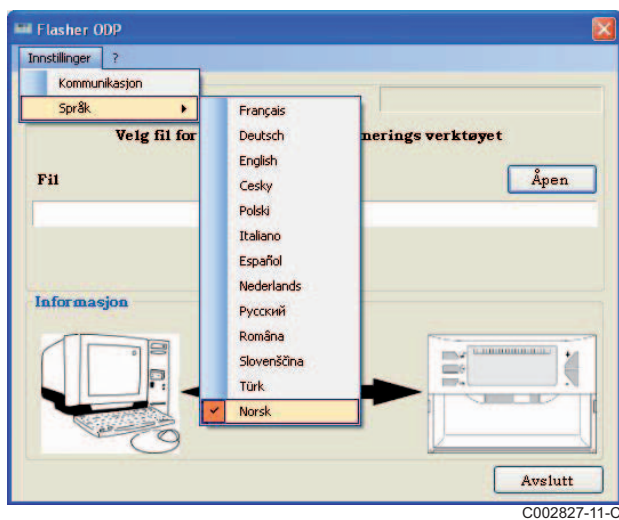 Flasher ODP
Innstillinger ?
Kommunikasjon
Språk
Velg fil for
nerings verktøyet
Fil
Åpen
Français
Deutsch
English
Cesky
Polski
Italiano
Español
Nederlands
Русский
Româna
Slovenščina
Türk
Norsk
Informasjon
Avslutt
C002827-11-C